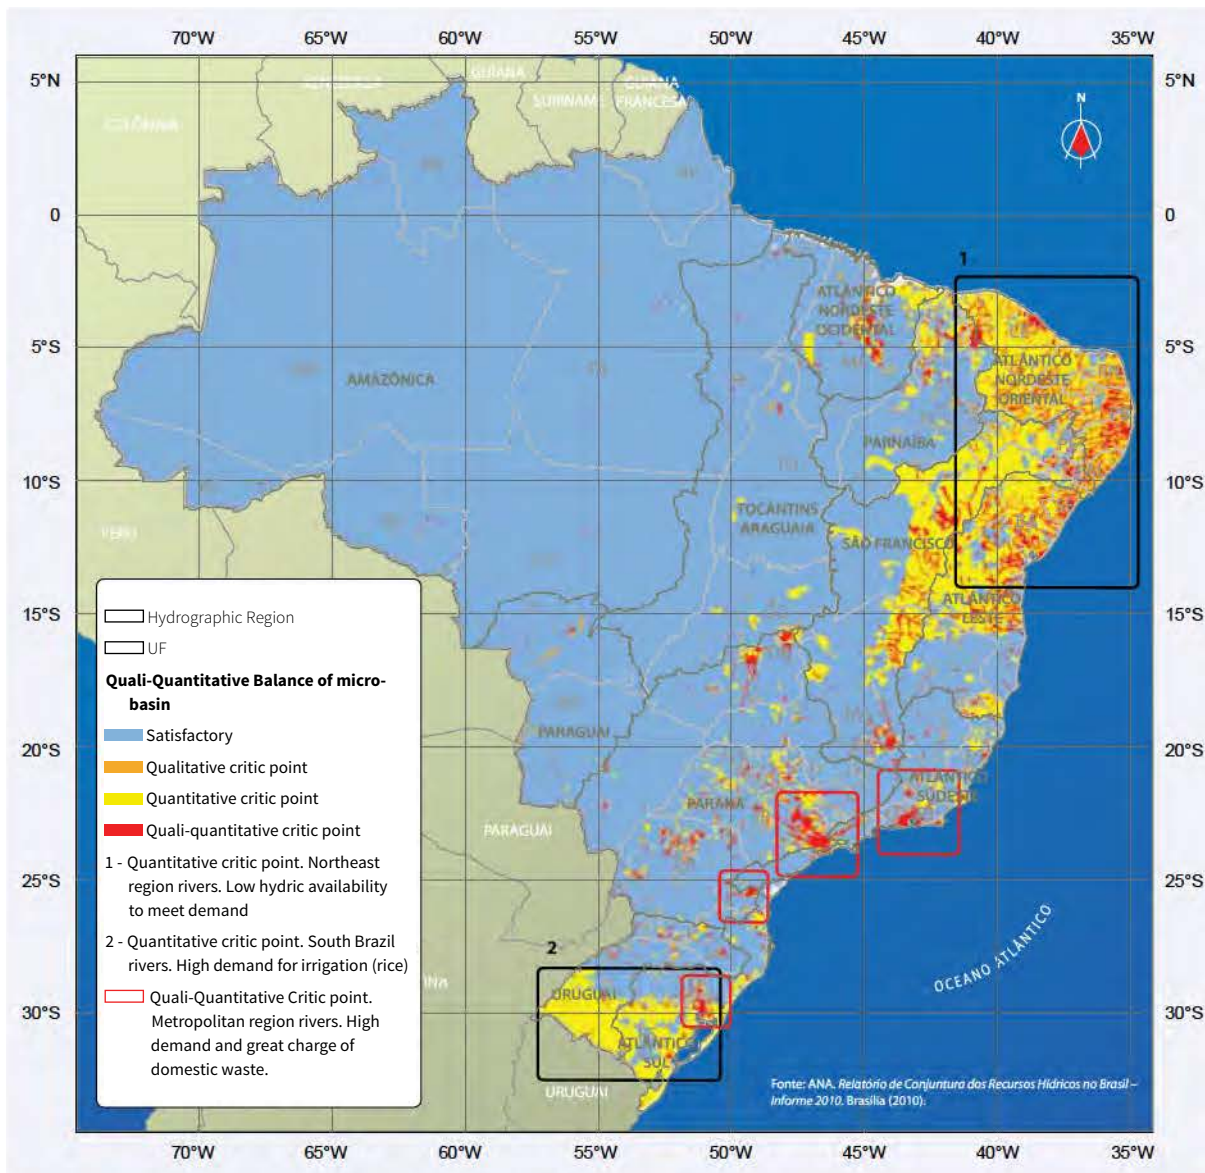 70°W 65°W 60°W 55°W 50°W 45°W 40°W 35°W
5°N 5°N
VENEZUELA
GUIANA
SURINAME
GUIANA
FRANCESA
COLÔMBIA
N
0 0
1
ATLÂNTICO
NORDESTE
OCIDENTAL
5°S 5°S
AMAZÔNICA
ATLÂNTICO
NORDESTE
ORIENTAL
PARNAÍBA
10°S 10°S
PERU
TOCANTINS
ARAGUAIA
SÃO FRANCISCO
ATLÂNTICO
LESTE
15°S 15°S
Hydrographic Region
UF
Quali-Quantitative Balance of micro-
basin
Satisfactory
Qualitative critic point
Quantitative critic point
Quali-quantitative critic point
1 - Quantitative critic point. Northeast
region rivers. Low hydric availability
to meet demand
2 - Quantitative critic point. South Brazil
rivers. High demand for irrigation (rice)
Quali-Quantitative Critic point.
Metropolitan region rivers. High
demand and great charge of
domestic waste.
PARAGUAI
20°S 20°S
ATLÂNTICO
SUDESTE
PARANÁ
PARAGUAI
25°S 25°S
OCEANO ATLÂNTICO
2
INA
URUGUAI
30°S 30°S
ATLÂNTICO
SUL
URUGUAI
Fonte: ANA. Relatório de Conjuntura dos Recursos Hídricos no Brasil –
Informe 2010. Brasília (2010).
70°W 65°W 60°W 55°W 50°W 45°W 40°W 35°W